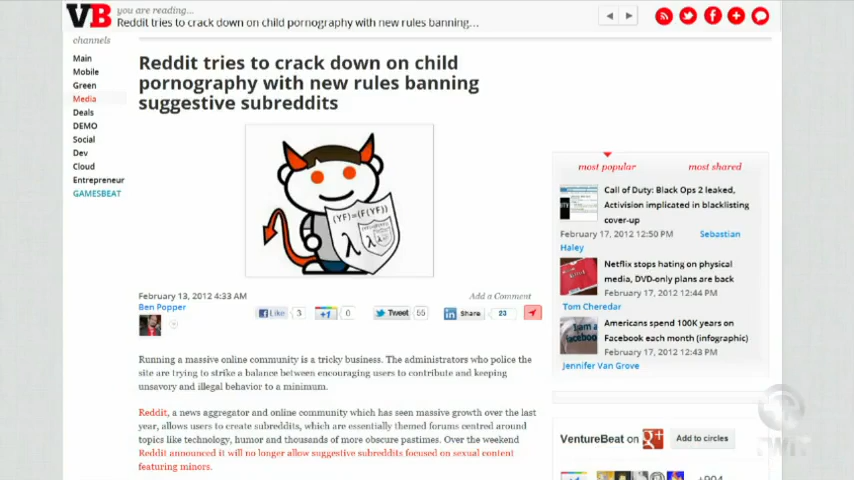 VB
you are reading...
Reddit tries to crack down on child pornography with new rules banning...
channels
Main
Mobile
Green
Media
Deals
DEMO
Social
Dev
Cloud
Entrepreneur
GAMESBEAT
Reddit tries to crack down on child
pornography with new rules banning
suggestive subreddits
(YF)=(F(YF))
λ
λ
February 13, 2012 4:33 AM
Add a Comment
Ben Popper
Like 3
+1 0
Tweet 55
in Share 23
Running a massive online community is a tricky business. The administrators who police the
site are trying to strike a balance between encouraging users to contribute and keeping
unsavory and illegal behavior to a minimum.
Reddit, a news aggregator and online community which has seen massive growth over the last
year, allows users to create subreddits, which are essentially themed forums centred around
topics like technology, humor and thousands of more obscure pastimes. Over the weekend
Reddit announced it will no longer allow suggestive subreddits focused on sexual content
featuring minors.
most popular
most shared
Call of Duty: Black Ops 2 leaked,
Activision implicated in blacklisting
cover-up
February 17, 2012 12:50 PM Sebastian
Haley
Netflix stops hating on physical
media, DVD-only plans are back
February 17, 2012 12:44 PM
Tom Cheredar
Americans spend 100K years on
Facebook each month (infographic)
February 17, 2012 12:43 PM
Jennifer Van Grove
VentureBeat on g+
Add to circles
+1
+904
TWiT